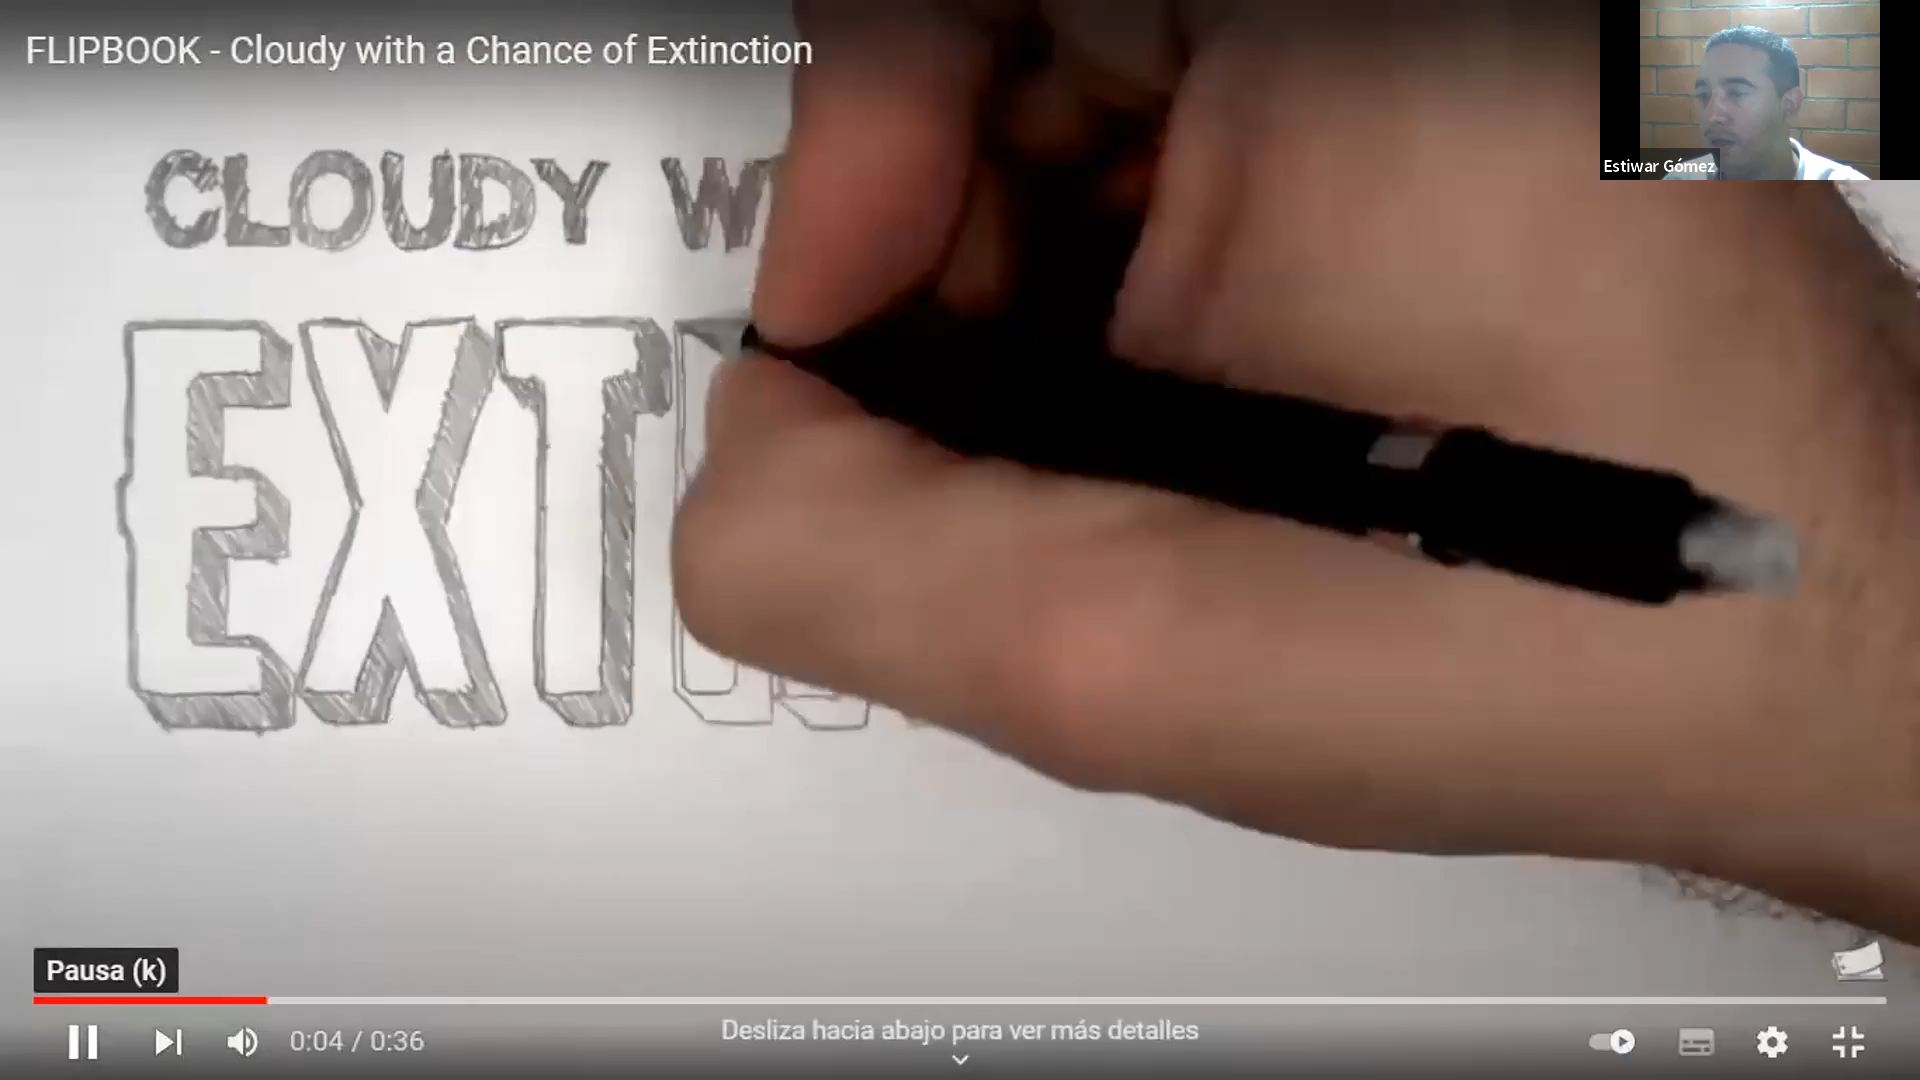 FLIPBOOK - Cloudy with a Chance of Extinction
Estiwar Gómez
CLOUDY W
EXTI
Pausa (k)
0:04 / 0:36
Desliza hacia abajo para ver más detalles